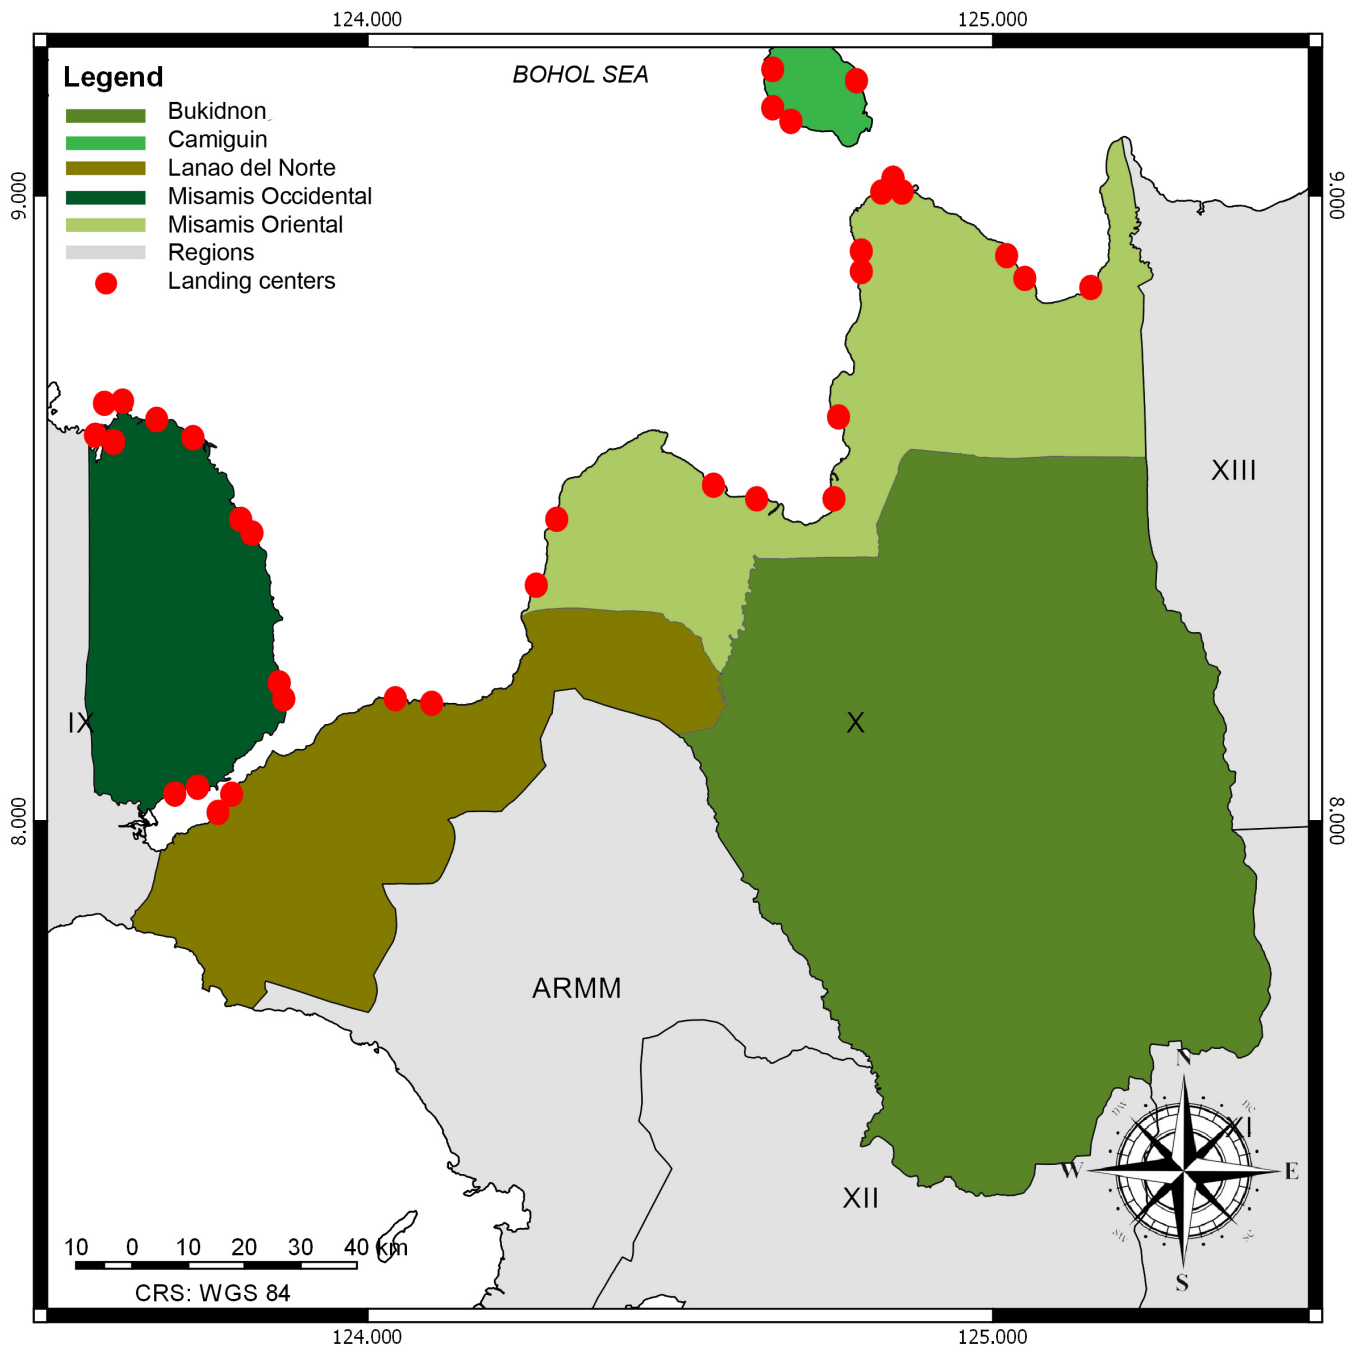 124.000 125.000
BOHOL SEA
Legend
Bukidnon
Camiguin
Lanao del Norte
Misamis Occidental
Misamis Oriental
Regions
Landing centers
9.000 9.000
XIII
IX
X
8.000 8.000
ARMM
N
XI
W E
XII
S
10 0 10 20 30 40 km
CRS: WGS 84
124.000 125.000